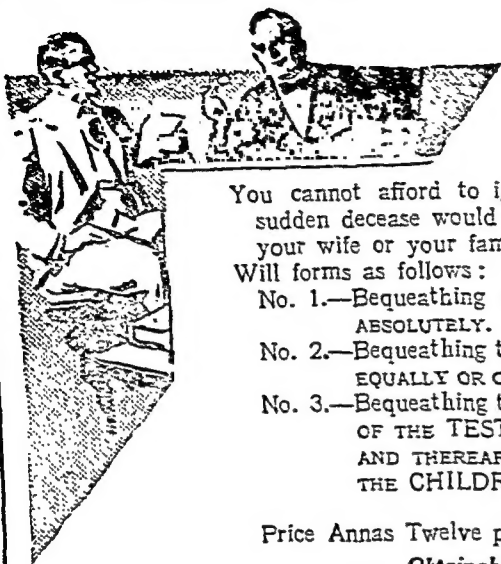 You cannot afford to i
sudden decease would
your wife or your fam
Will forms as follows:
No. 1.—Bequeathing
ABSOLUTELY.
No. 2.—Bequeathing t
EQUALLY OR
No. 3.—Bequeathing t
OF THE TEST
AND THEREAF
THE CHILDR
Price Annas Twelve p